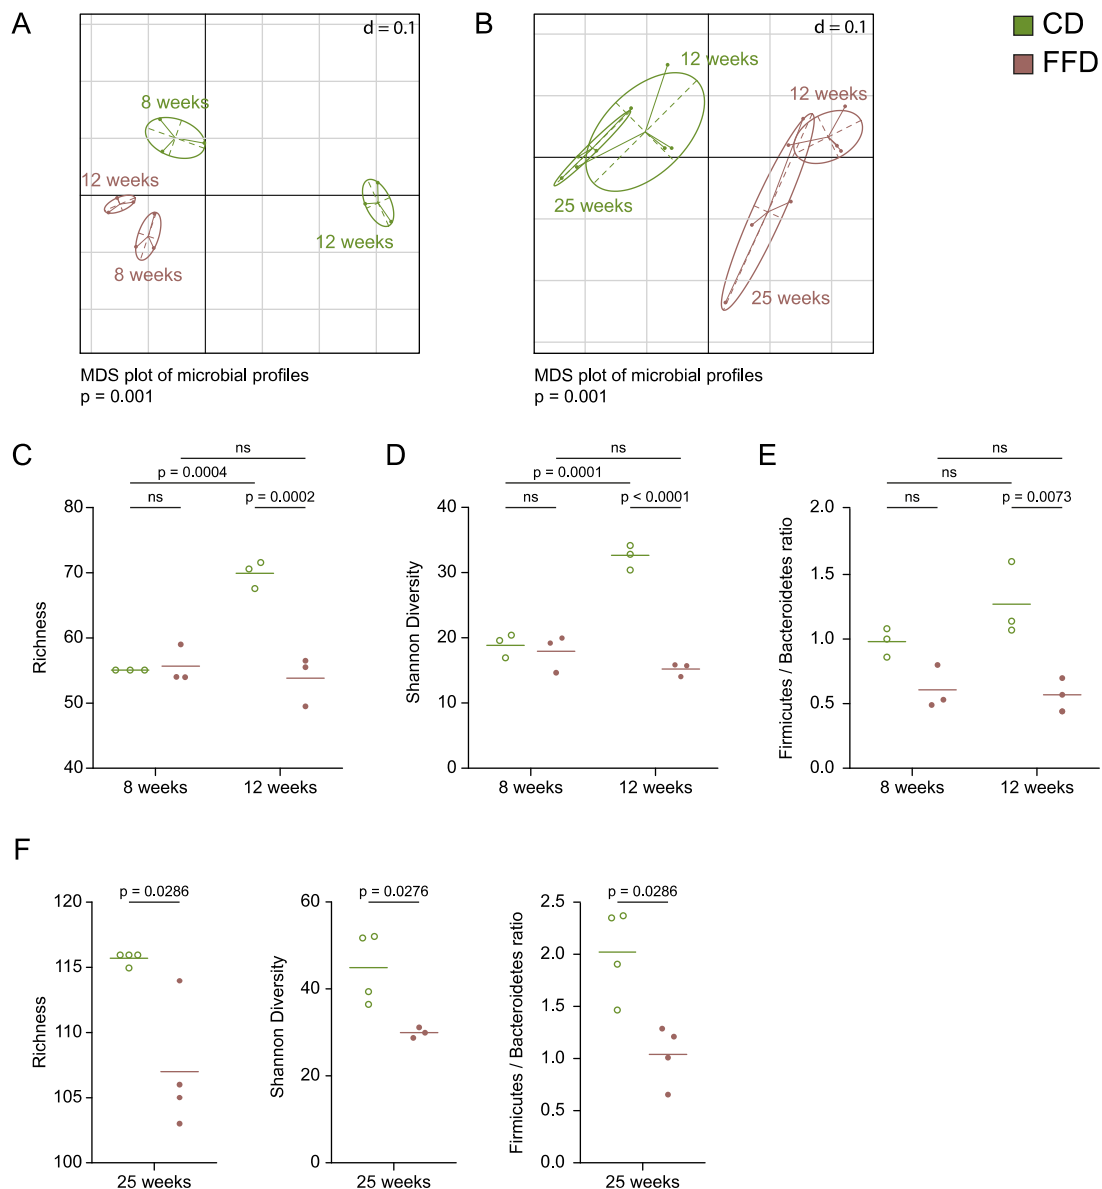 A
d = 0.1
8 weeks
12 weeks
8 weeks
12 weeks
MDS plot of microbial profiles
p = 0.001
B
d = 0.1
12 weeks
12 weeks
25 weeks
25 weeks
MDS plot of microbial profiles
p = 0.001
CD
FFD
C
ns
p = 0.0004
ns
p = 0.0002
80
70
60
50
40
Richness
8 weeks
12 weeks
D
ns
p = 0.0001
ns
p < 0.0001
40
30
20
10
0
Shannon Diversity
8 weeks
12 weeks
E
ns
ns
ns
p = 0.0073
2.0
1.5
1.0
0.5
0.0
Firmicutes / Bacteroidetes ratio
8 weeks
12 weeks
F
p = 0.0286
120
115
110
105
100
Richness
25 weeks
p = 0.0276
60
40
20
0
Shannon Diversity
25 weeks
p = 0.0286
2.5
2.0
1.5
1.0
0.5
0.0
Firmicutes / Bacteroidetes ratio
25 weeks